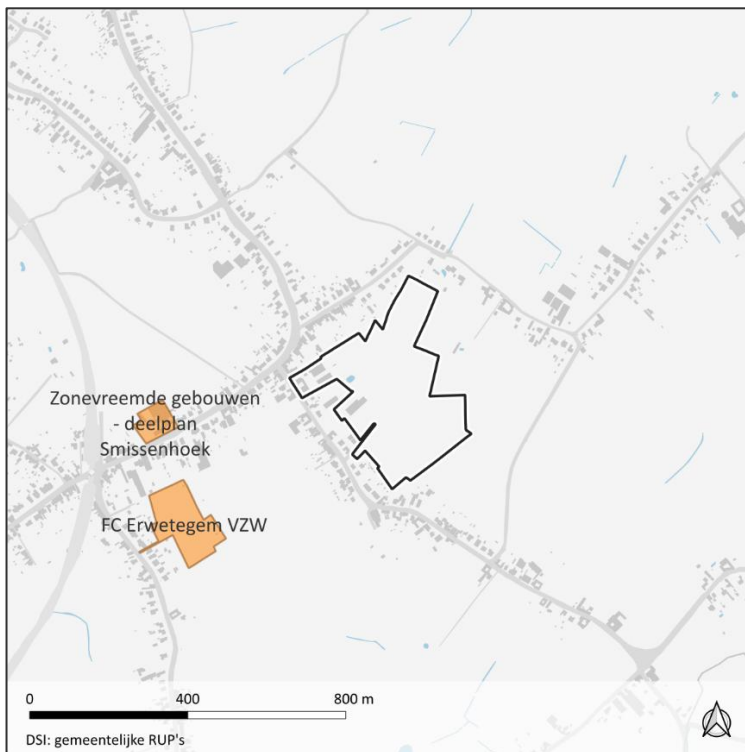 Zonevreemde gebouwen
- deelplan
Smissenhoek
FC Erwetegem VZW
0 400 800 m
DSI: gemeentelijke RUP's